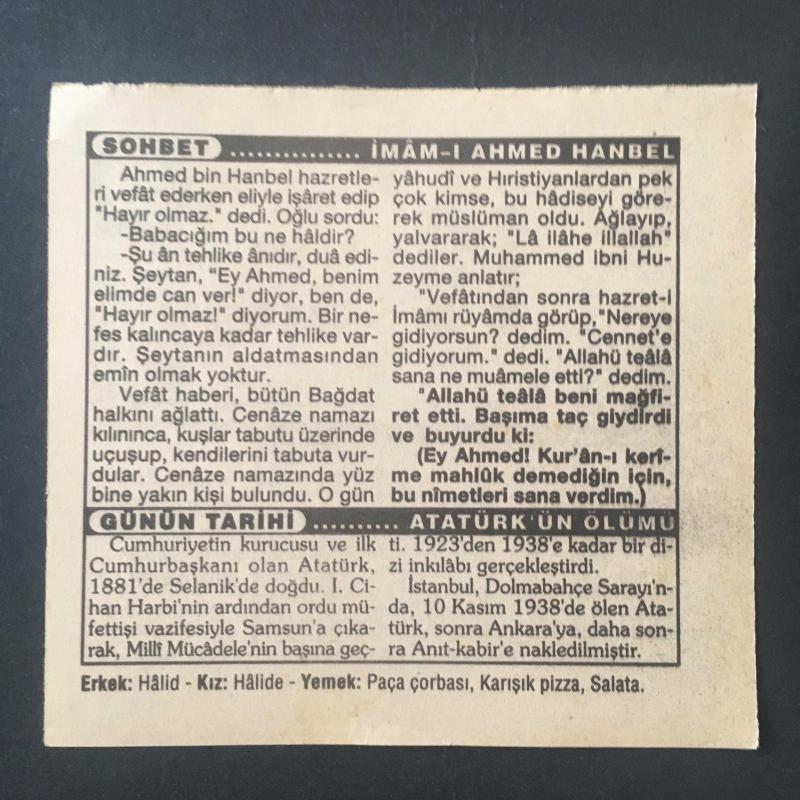 SOHBET ............... İMÂM-I AHMED HANBEL
Ahmed bin Hanbel hazretle-
ri vefât ederken eliyle işâret edip
"Hayır olmaz." dedi. Oğlu sordu:
-Babacığım bu ne hâldir?
-Şu ân tehlike ânıdır, duâ edi-
niz. Şeytan, "Ey Ahmed, benim
elimde can ver!" diyor, ben de,
"Hayır olmaz!" diyorum. Bir ne-
fes kalıncaya kadar tehlike var-
dır. Şeytanın aldatmasından
emîn olmak yoktur.
Vefât haberi, bütün Bağdat
halkını ağlattı. Cenâze namazı
kılınınca, kuşlar tabutu üzerinde
uçuşup, kendilerini tabuta vur-
dular. Cenâze namazında yüz
bine yakın kişi bulundu. O gün
yâhudî ve Hıristiyanlardan pek
çok kimse, bu hâdiseyi göre-
rek müslüman oldu. Ağlayıp,
yalvararak; "Lâ ilâhe illallah"
dediler. Muhammed ibni Hu-
zeyme anlatır;
"Vefâtından sonra hazret-i
İmâmı rüyâmda görüp,"Nereye
gidiyorsun? dedim. "Cennet'e
gidiyorum." dedi. "Allahü teâlâ
sana ne muâmele etti?" dedim.
"Allahü teâlâ beni mağfi-
ret etti. Başıma taç giydirdi
ve buyurdu ki:
(Ey Ahmed! Kur'ân-ı kerî-
me mahlûk demediğin için,
bu nîmetleri sana verdim.)
GÜNÜN TARİHİ .......... ATATÜRK'ÜN ÖLÜMÜ
Cumhuriyetin kurucusu ve ilk
Cumhurbaşkanı olan Atatürk,
1881'de Selanik'de doğdu. I. Ci-
han Harbi'nin ardından ordu mü-
fettişi vazifesiyle Samsun'a çıka-
rak, Millî Mücâdele'nin başına geç-
ti. 1923'den 1938'e kadar bir di-
zi inkılâbı gerçekleştirdi.
İstanbul, Dolmabahçe Sarayı'n-
da, 10 Kasım 1938'de ölen Ata-
türk, sonra Ankara'ya, daha son-
ra Anıt-kabir'e nakledilmiştir.
Erkek: Hâlid - Kız: Hâlide - Yemek: Paça çorbası, Karışık pizza, Salata.